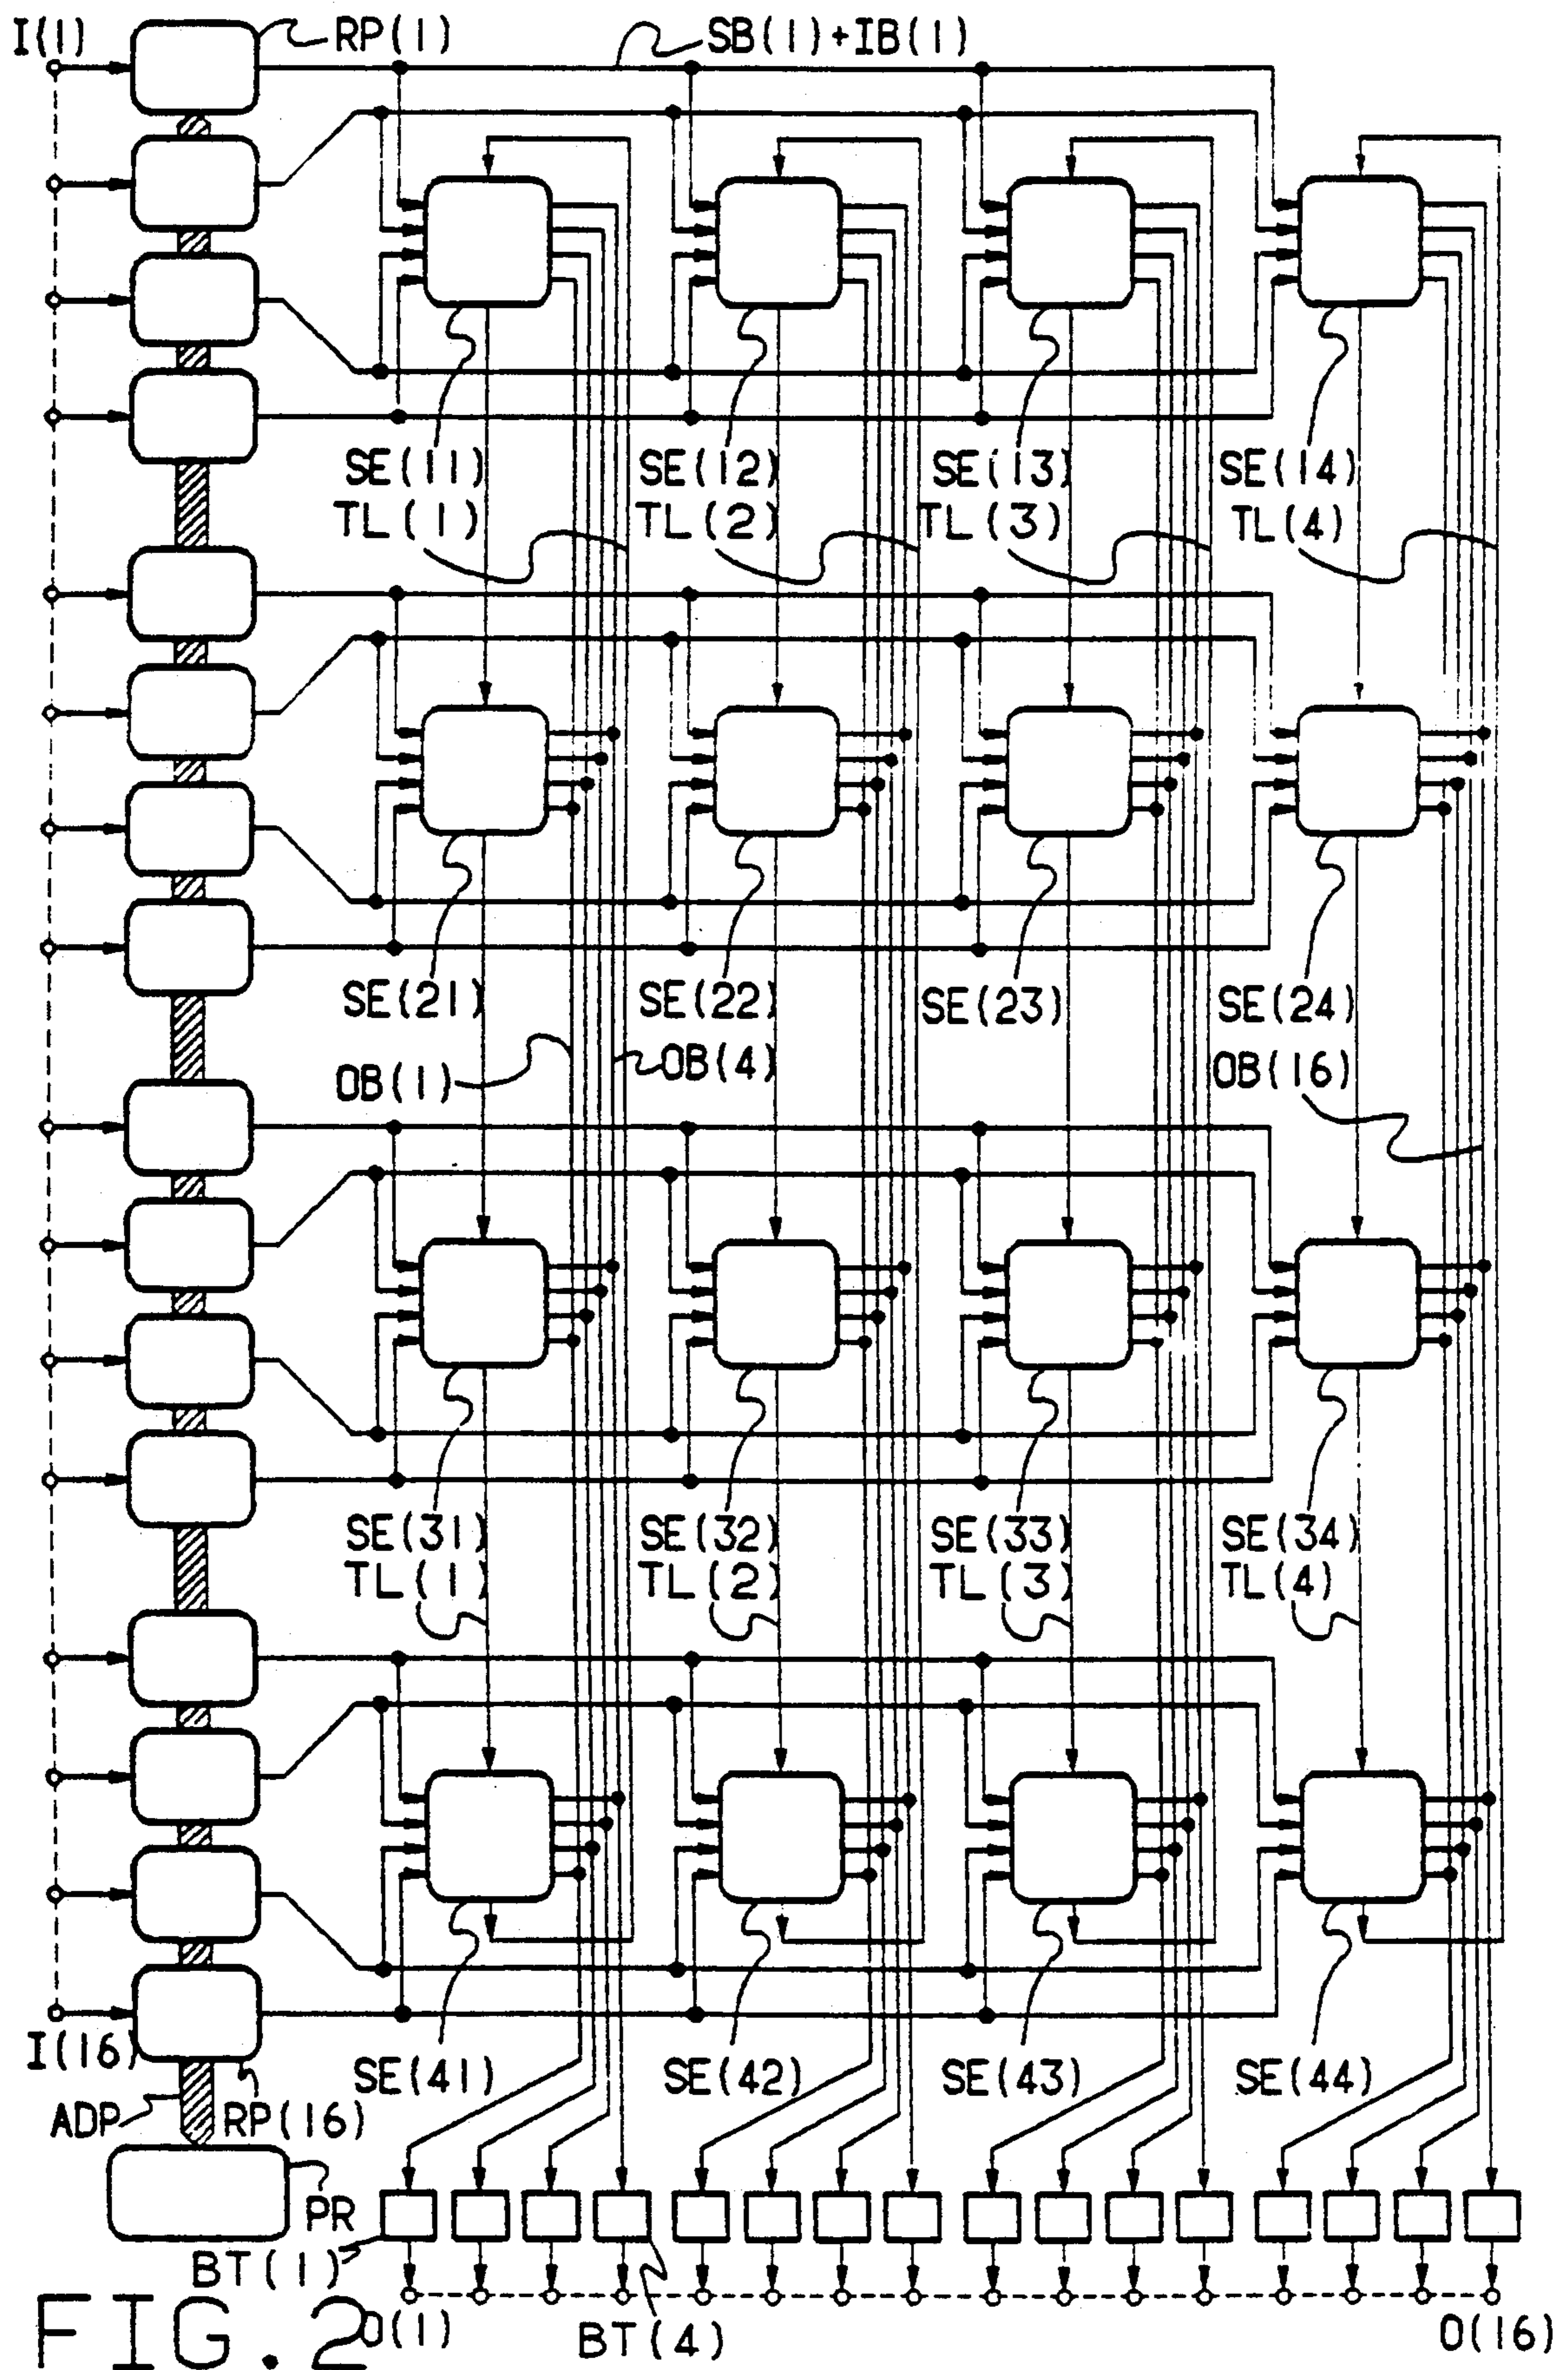 I(1)
RP(1)
SB(1)+IB(1)
SE(11)
SE(12)
SE(13)
SE(14)
TL(1)
TL(2)
TL(3)
TL(4)
SE(21)
SE(22)
SE(23)
SE(24)
OB(1)
OB(4)
OB(16)
SE(31)
SE(32)
SE(33)
SE(34)
TL(1)
TL(2)
TL(3)
TL(4)
I(16)
SE(41)
SE(42)
SE(43)
SE(44)
ADP
RP(16)
PR
BT(1)
FIG.2
O(1)
BT(4)
O(16)